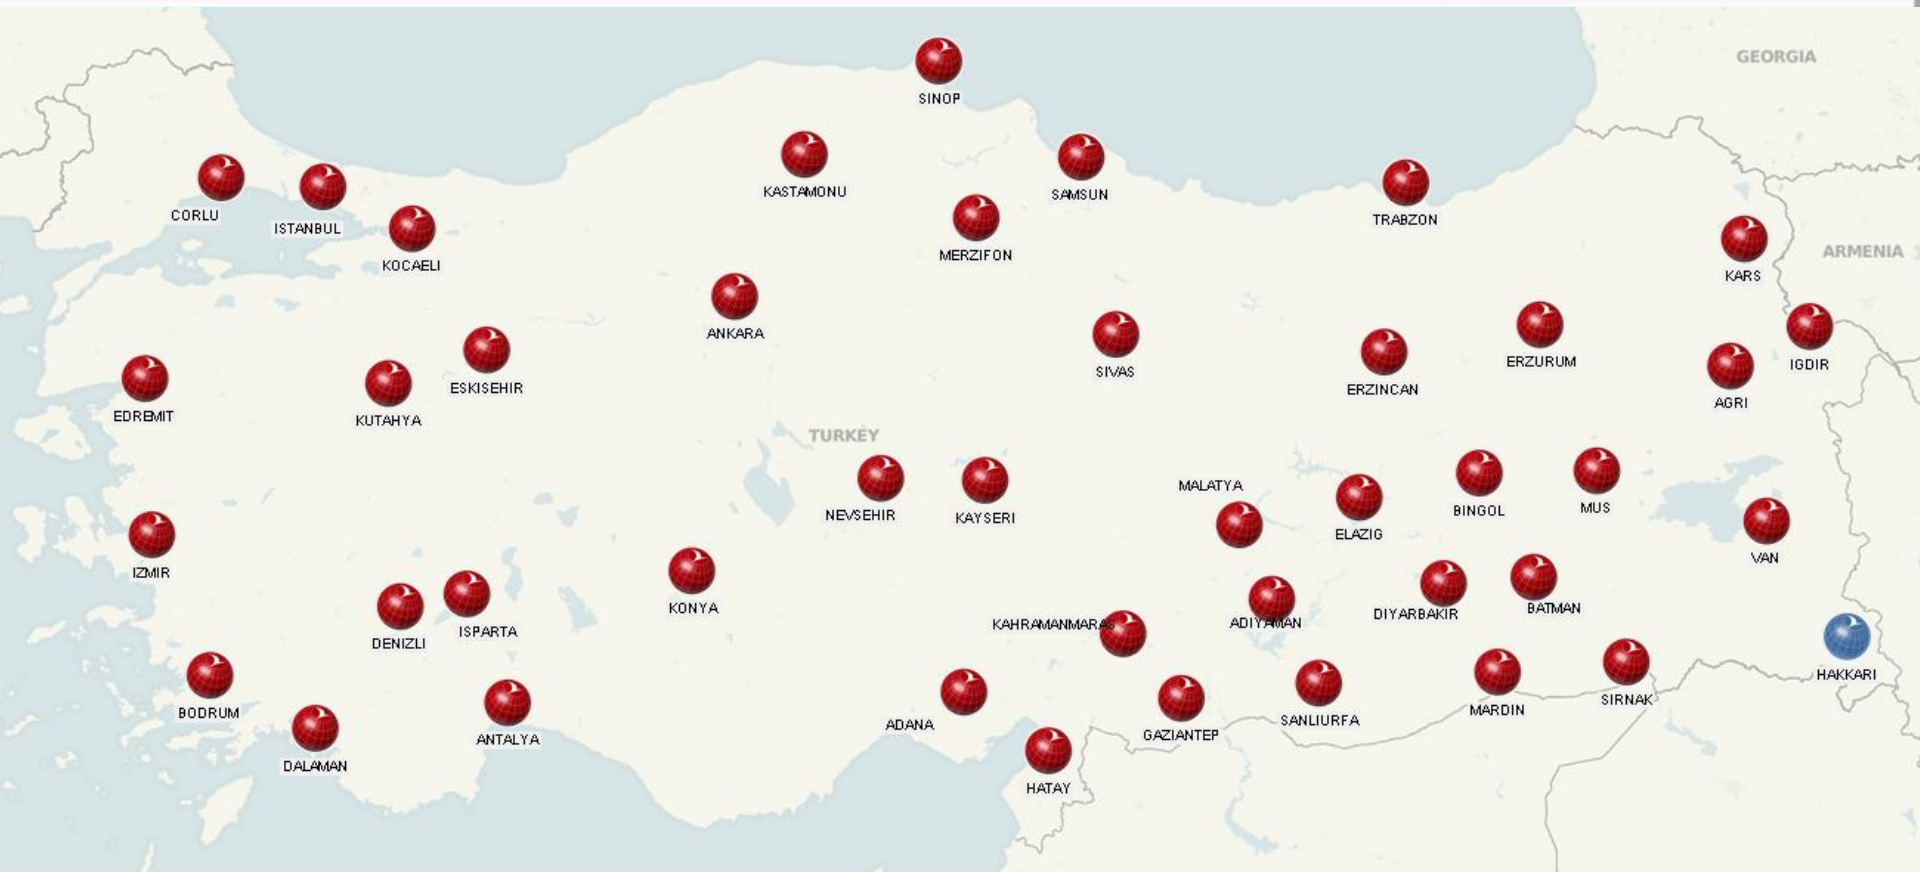 GEORGIA
SINOP
KASTAMONU
SAMSUN
CORLU
TRABZON
ISTANBUL
MERZIFON
ARMENIA
KOCAELI
KARS
ANKARA
ERZURUM
IGDIR
SIVAS
ESKISEHIR
ERZINCAN
AGRI
EDREMIT
KUTAHYA
TURKEY
MALATYA
MUS
BINGOL
NEVSEHIR
KAYSERI
ELAZIG
VAN
IZMIR
KONYA
BATMAN
DIYARBAKIR
ADIYAMAN
KAHRAMANMARAS
ISPARTA
DENIZLI
HAKKARI
SIRNAK
MARDIN
BODRUM
SANLIURFA
ADANA
GAZIANTEP
ANTALYA
DALAMAN
HATAY